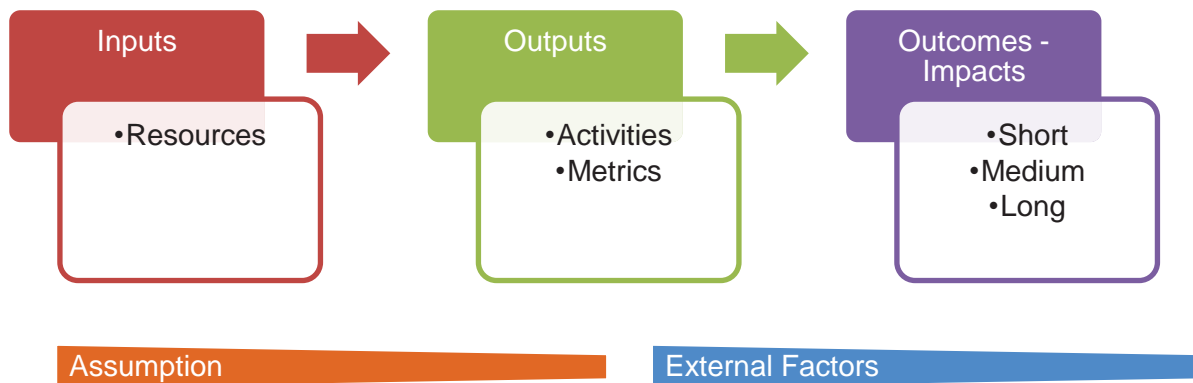 Inputs
•Resources
Outputs
•Activities
•Metrics
Outcomes -
Impacts
•Short
•Medium
•Long
Assumption
External Factors